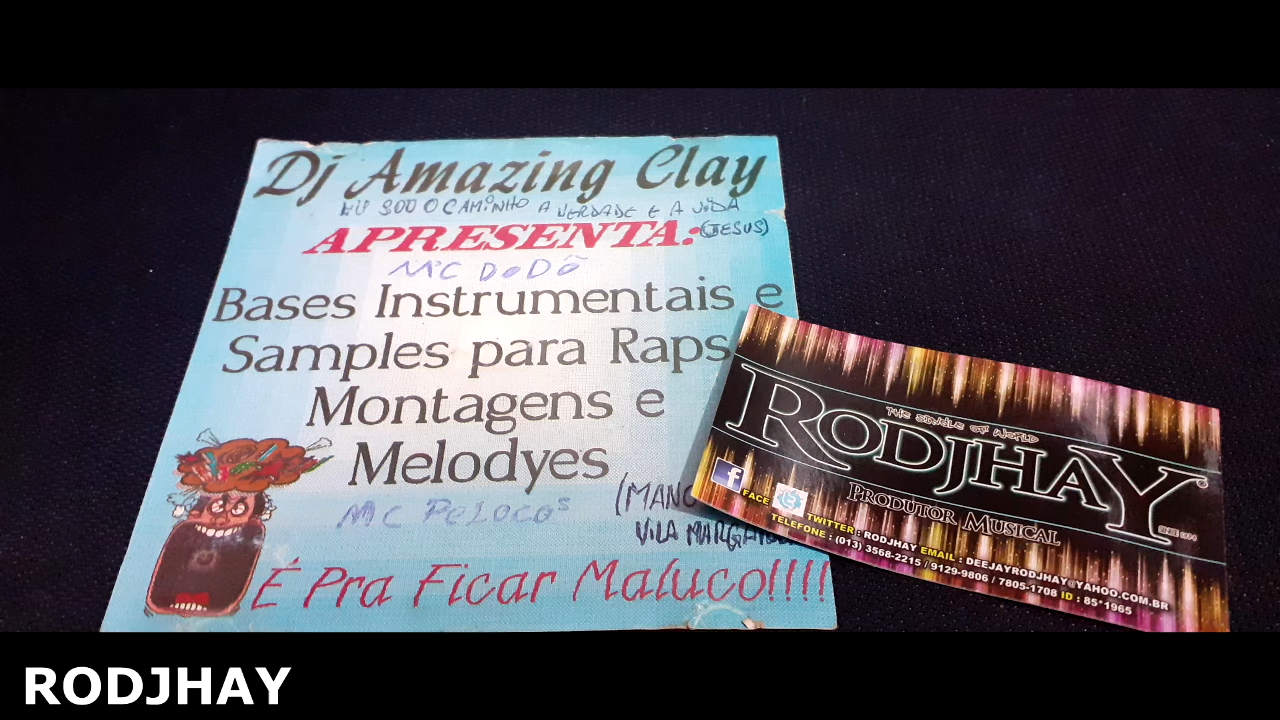 Dj Amazing Clay
EU SOU O CAMINHO A VERDADE E A VIDA
(JESUS)
APRESENTA:
MC DoDÔ
Bases Instrumentais e
Samples para Raps
Montagens e
Melodyes
MC PeLocos
(MANO
VILA
É Pra Ficar Maluco!!!!
RODJHAY
PRODUTOR MUSICAL
FACE TWITTER : RODJHAY EMAIL : DEEJAYRODJHAY@YAHOO.COM.BR
TELEFONE : (013) 3568-2215 / 9129-9806 / 7805-1708 ID : 85*1965
RODJHAY